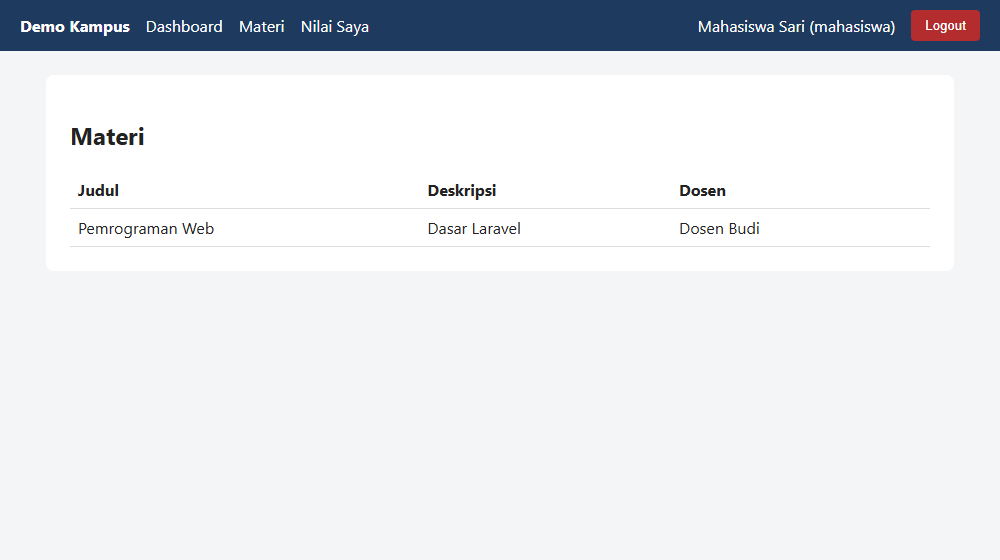 Demo Kampus Dashboard Materi Nilai Saya Mahasiswa Sari (mahasiswa) Logout
Materi
Judul Deskripsi Dosen
Pemrograman Web Dasar Laravel Dosen Budi